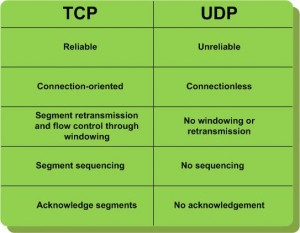 TCP UDP
Reliable Unreliable
Connection-oriented Connectionless
Segment retransmission
and flow control through
windowing
No windowing or
retransmission
Segment sequencing No sequencing
Acknowledge segments No acknowledgement